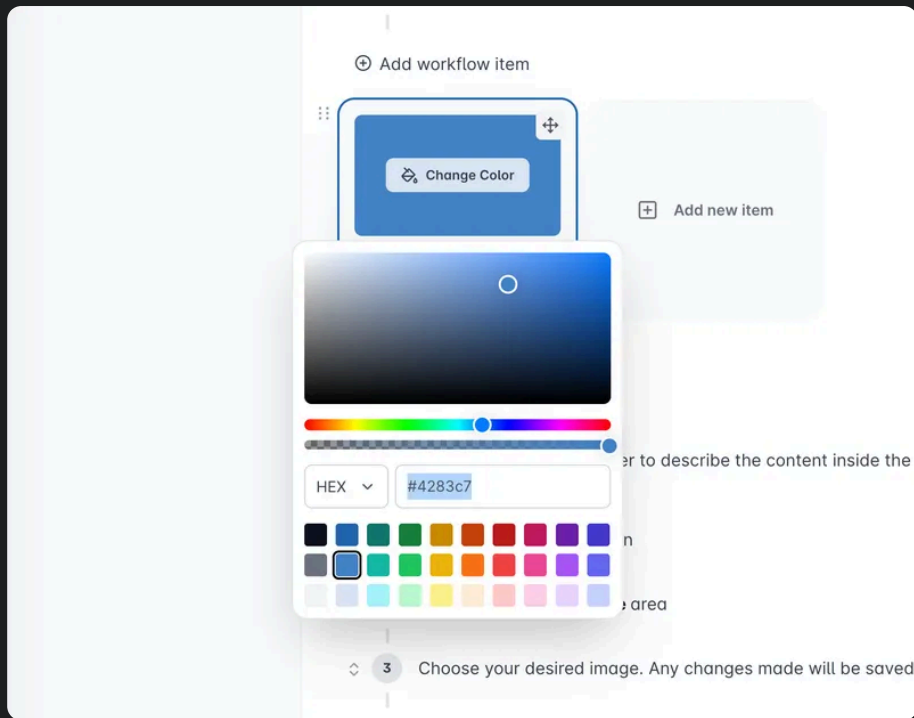 Add workflow item
Change Color
Add new item
er to describe the content inside the
HEX
#4283c7
n
area
3
Choose your desired image. Any changes made will be saved